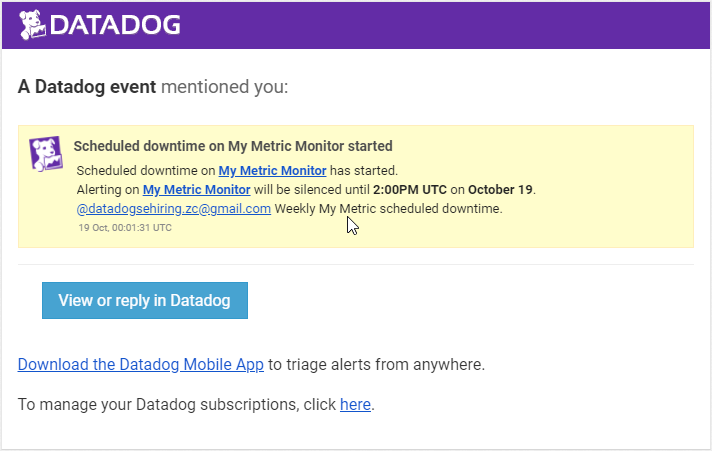 DATADOG
A Datadog event mentioned you:
Scheduled downtime on My Metric Monitor started
Scheduled downtime on My Metric Monitor has started.
Alerting on My Metric Monitor will be silenced until 2:00PM UTC on October 19.
@datadogsehiring.zc@gmail.com Weekly My Metric scheduled downtime.
19 Oct, 00:01:31 UTC
View or reply in Datadog
Download the Datadog Mobile App to triage alerts from anywhere.
To manage your Datadog subscriptions, click here.